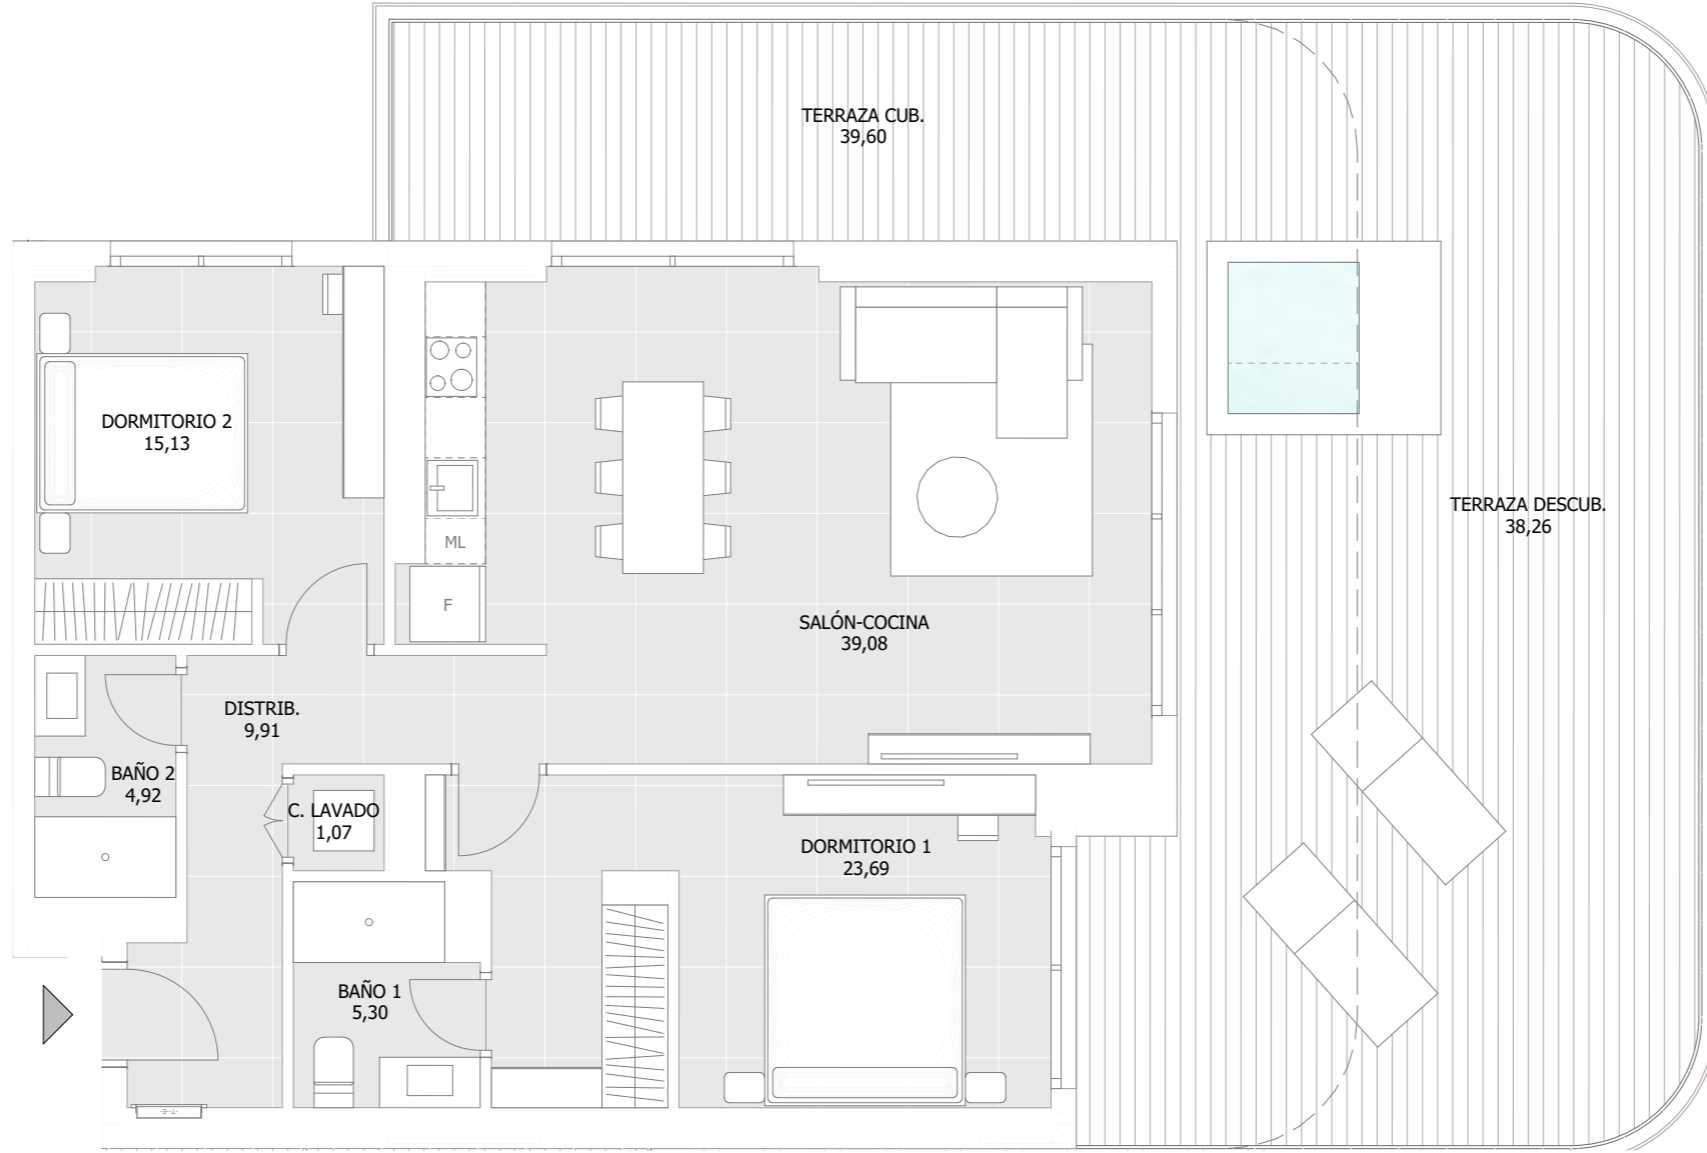 TERRAZA CUB.
39,60
DORMITORIO 2
15,13
TERRAZA DESCUB.
38,26
ML
F
SALÓN-COCINA
39,08
DISTRIB.
9,91
BAÑO 2
4,92
C. LAVADO
1,07
DORMITORIO 1
23,69
BAÑO 1
5,30
-T-E-